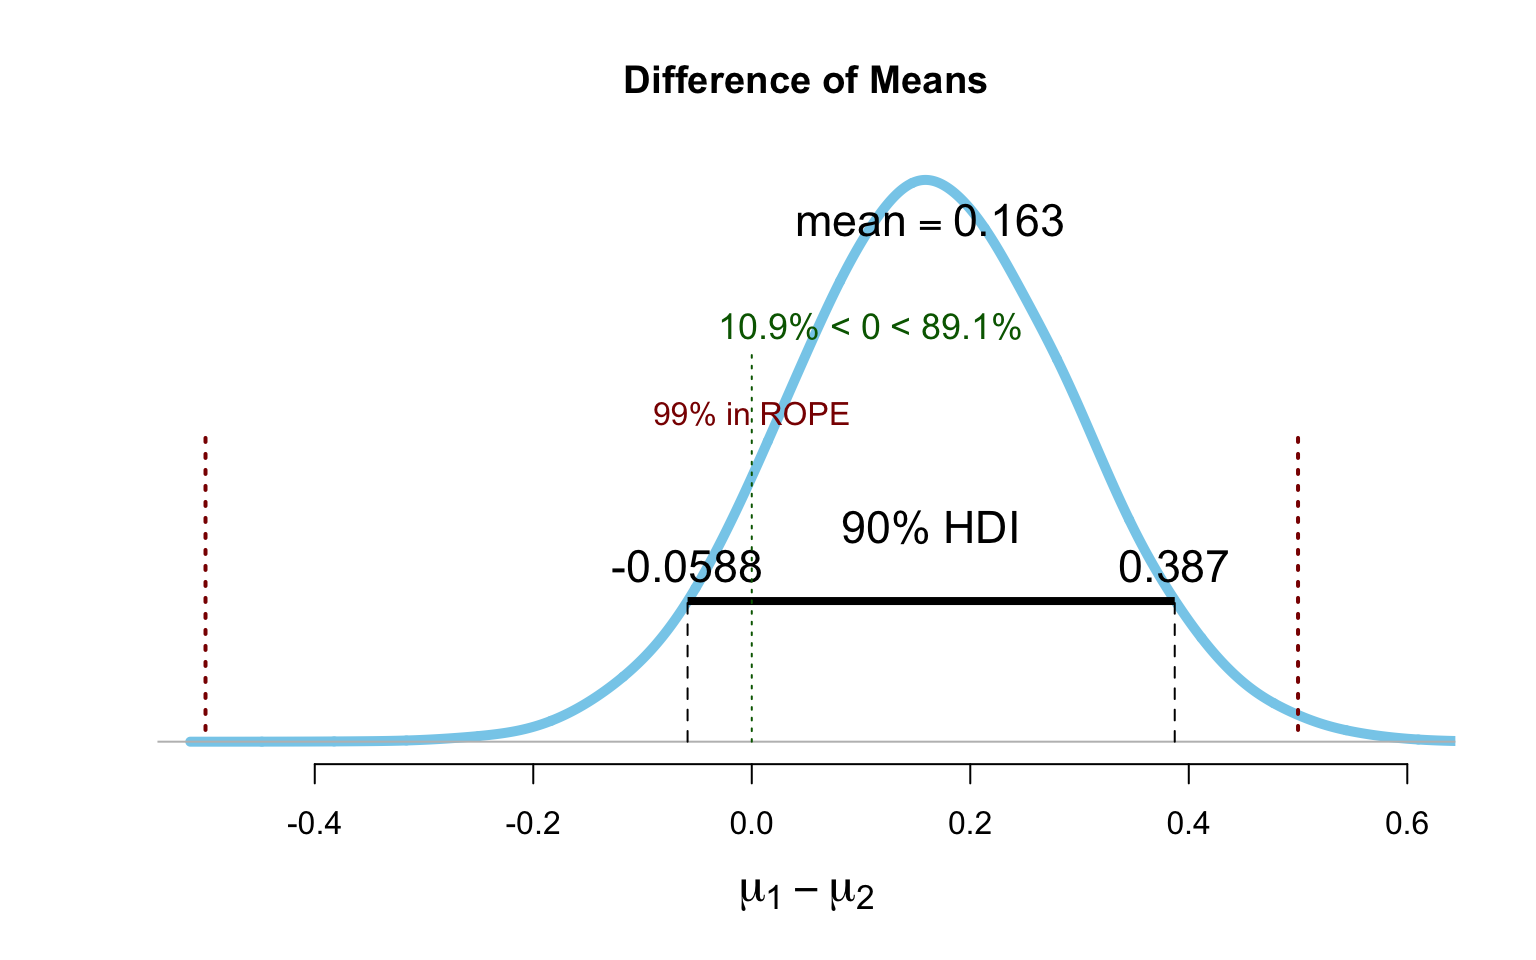 Difference of Means
mean = 0.163
10.9% < 0 < 89.1%
99% in ROPE
90% HDI
-0.0588 0.387
-0.4 -0.2 0.0 0.2 0.4 0.6
μ1 − μ2